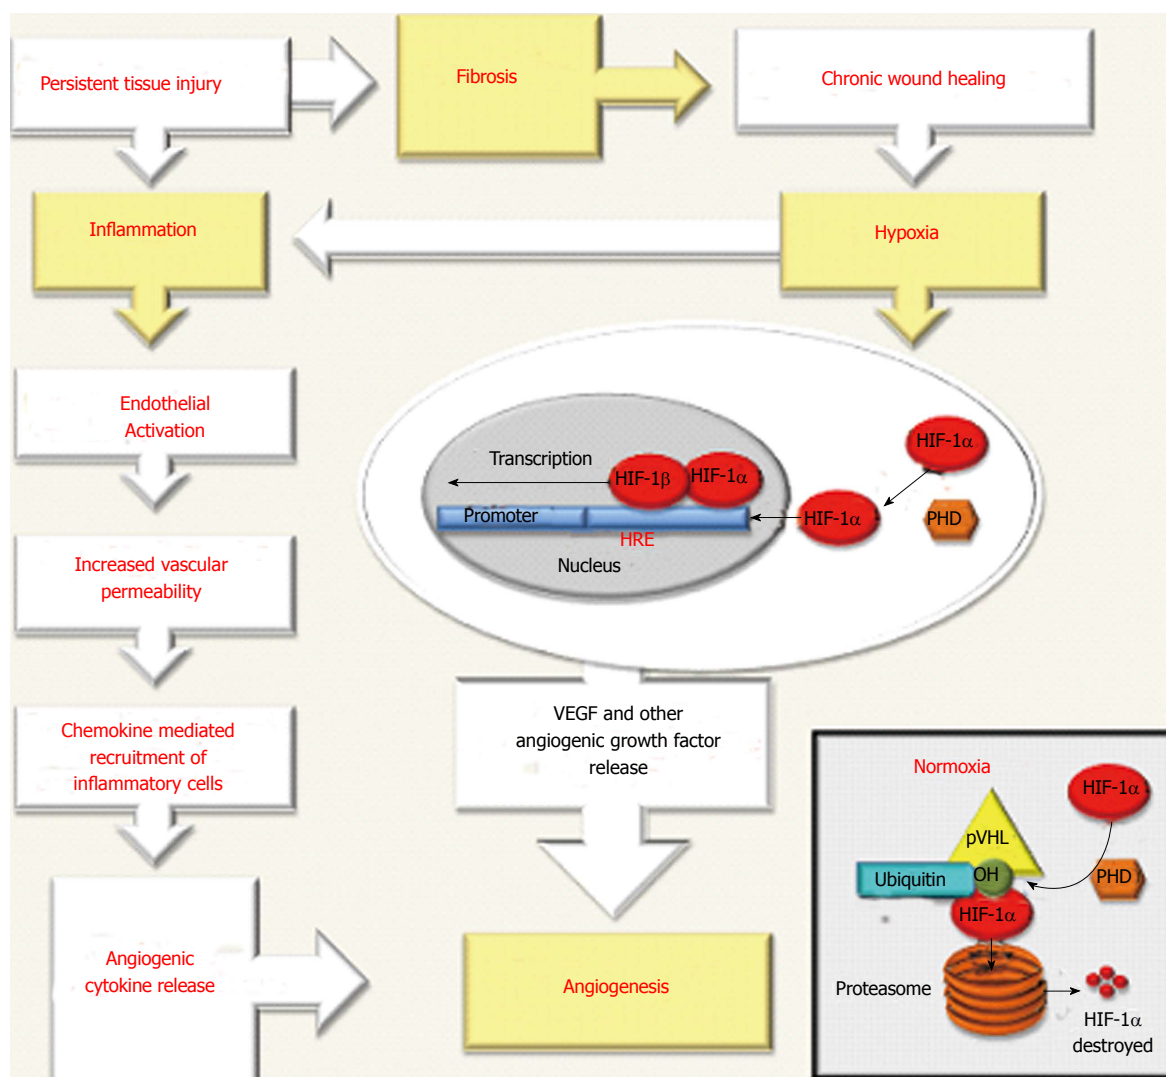 Persistent tissue injury
Fibrosis
Chronic wound healing
Inflammation
Hypoxia
Endothelial
Activation
Increased vascular
permeability
Chemokine mediated
recruitment of
inflammatory cells
Angiogenic
cytokine release
Transcription
HIF-1β
HIF-1α
Promoter
HRE
Nucleus
HIF-1α
HIF-1α
PHD
VEGF and other
angiogenic growth factor
release
Angiogenesis
Normoxia
HIF-1α
pVHL
Ubiquitin
OH
PHD
HIF-1α
Proteasome
HIF-1α
destroyed